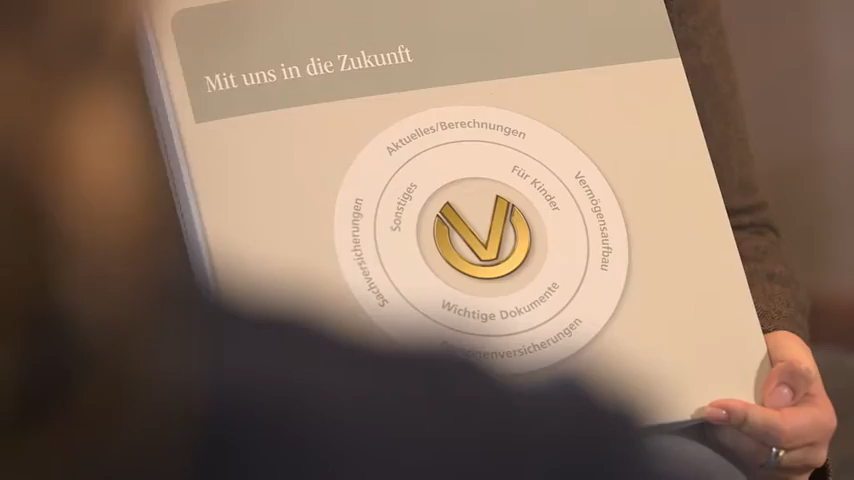 Mit uns in die Zukunft
Aktuelles/Berechnungen
Vermögensaufbau
Sachversicherungen
Sonstiges
Für Kinder
Wichtige Dokumente